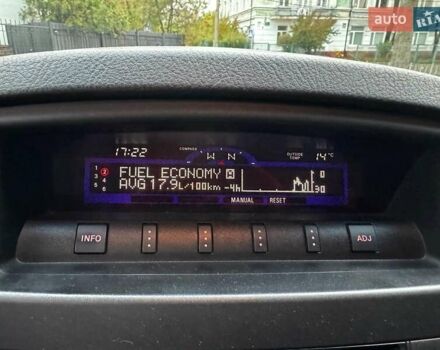 auto RIA
COMPASS
OUTSIDE TEMP
17:22 W N 14°C
1 2 FUEL ECONOMY M 0
3 4 AVG 17.9L/100km -4h 30
5 6
MANUAL RESET
INFO ADJ